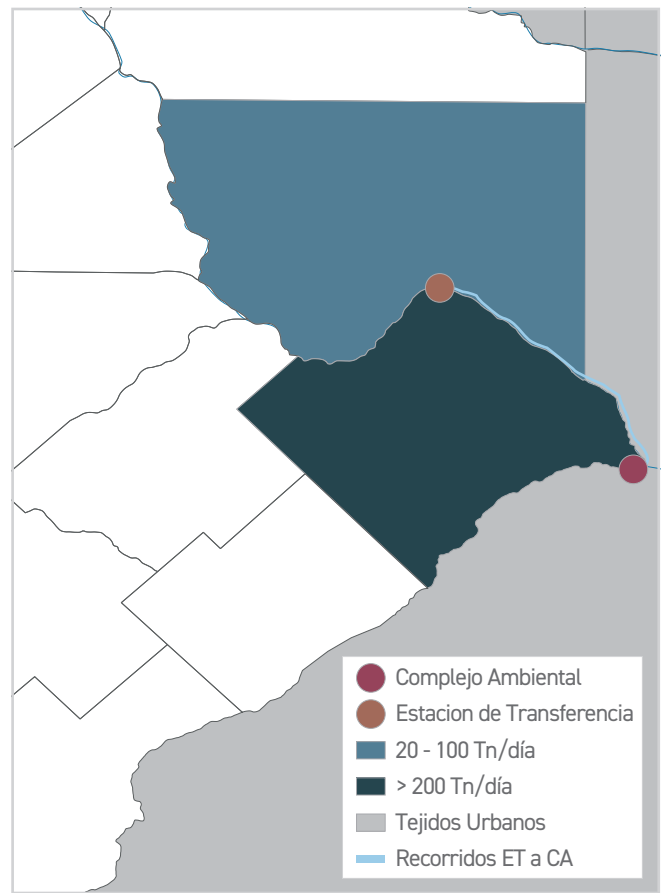 Complejo Ambiental
Estacion de Transferencia
20 - 100 Tn/día
> 200 Tn/día
Tejidos Urbanos
Recorridos ET a CA